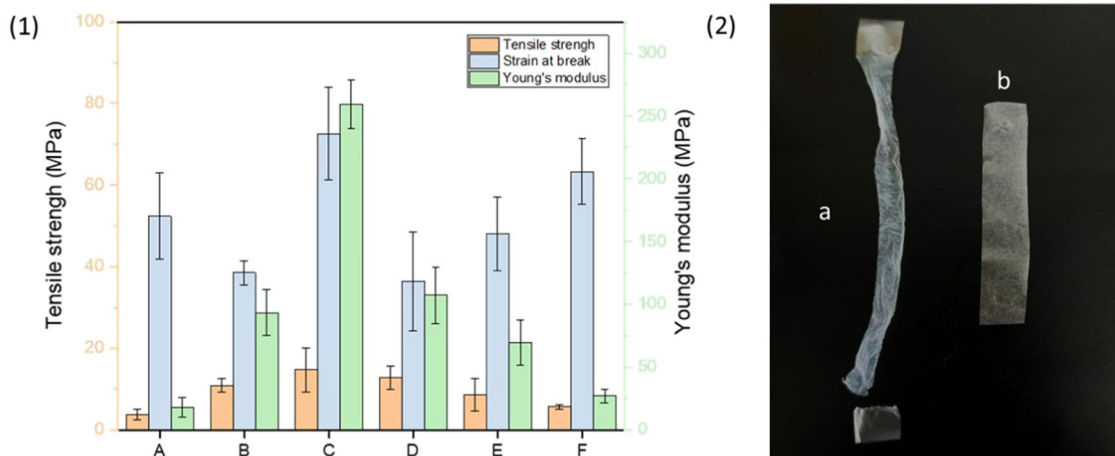 (1)
(2)
100
80
60
40
20
0
Tensile strengh (MPa)
Tensile strengh
Strain at break
Young's modulus
300
250
200
150
100
50
0
Young's modulus (MPa)
A B C D E F
a
b